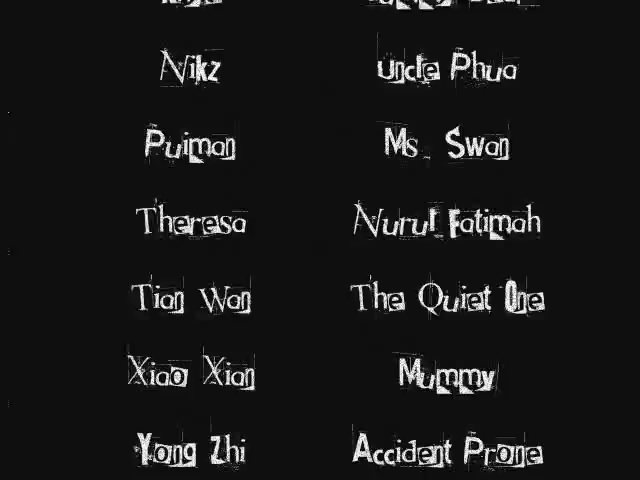 Nikz Uncle Phua
Puiman Ms. Swan
Theresa Nurul Fatimah
Tian Wan The Quiet One
Xiao Xian Mummy
Yong Zhi Accident Prone